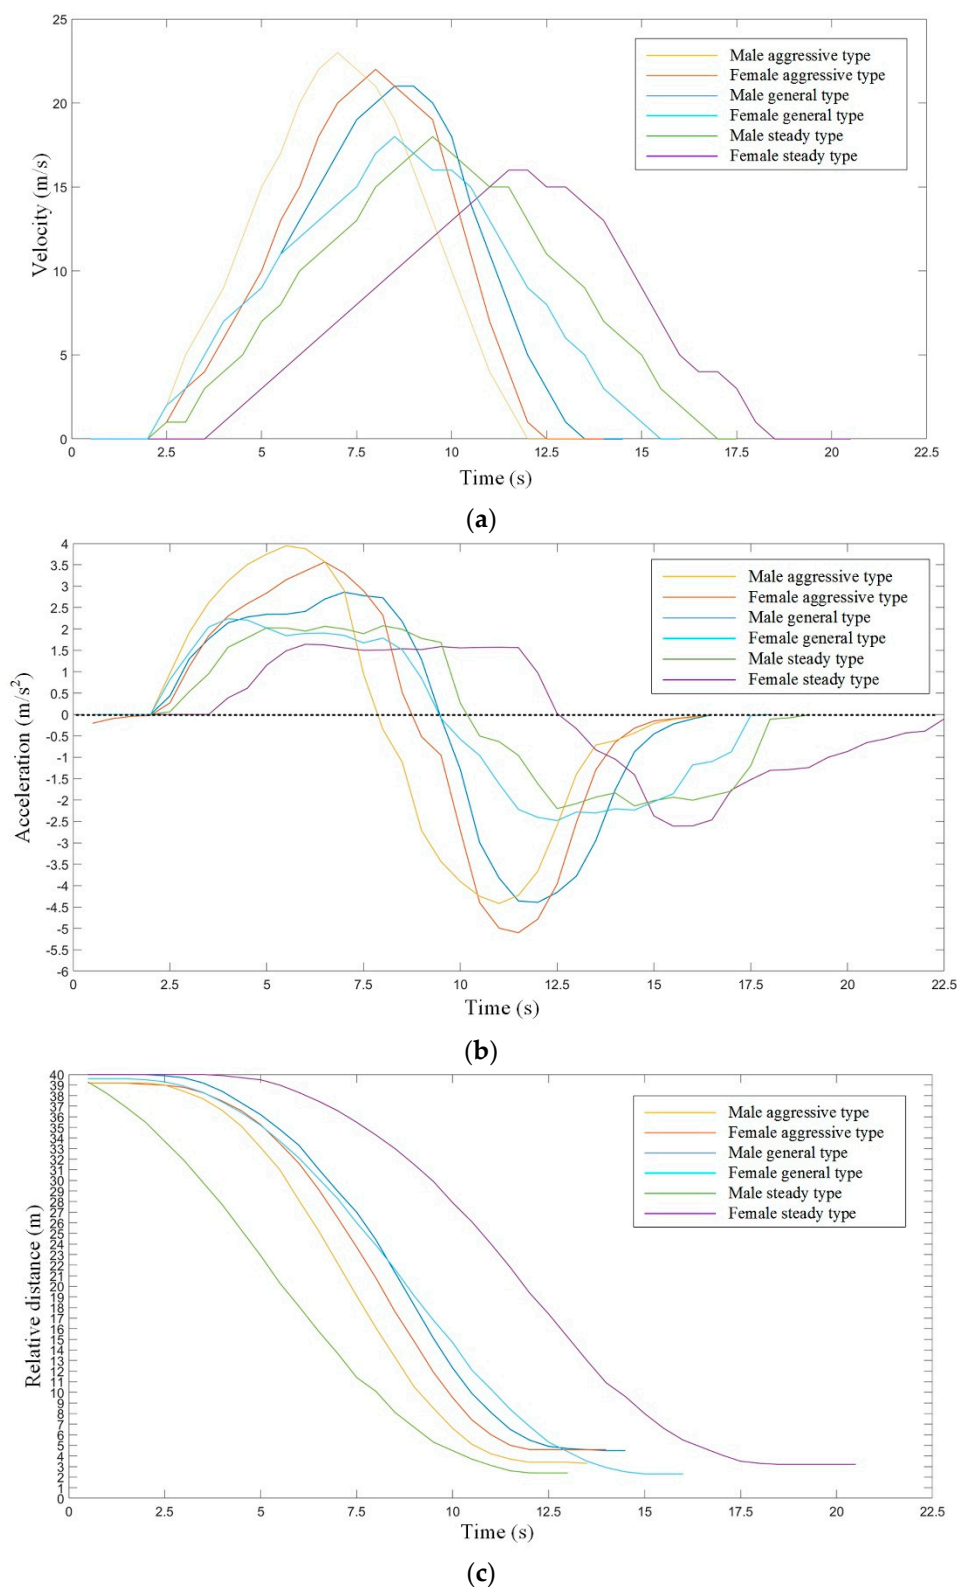 25
20
15
10
5
0
Velocity (m/s)
Male aggressive type
Female aggressive type
Male general type
Female general type
Male steady type
Female steady type
2.5 5 7.5 10 12.5 15 17.5 20 22.5
Time (s)
(a)
4
3.5
3
2.5
2
1.5
1
0.5
0
-0.5
-1
-1.5
-2
-2.5
-3
-3.5
-4
-4.5
-5
-5.5
-6
Acceleration (m/s²)
Male aggressive type
Female aggressive type
Male general type
Female general type
Male steady type
Female steady type
0 2.5 5 7.5 10 12.5 15 17.5 20 22.5
Time (s)
(b)
40
39
38
37
36
35
34
33
32
31
30
29
28
27
26
25
24
23
22
21
20
19
18
17
16
15
14
13
12
11
10
9
8
7
6
5
4
3
2
1
0
Relative distance (m)
Male aggressive type
Female aggressive type
Male general type
Female general type
Male steady type
Female steady type
0 2.5 5 7.5 10 12.5 15 17.5 20 22.5
Time (s)
(c)